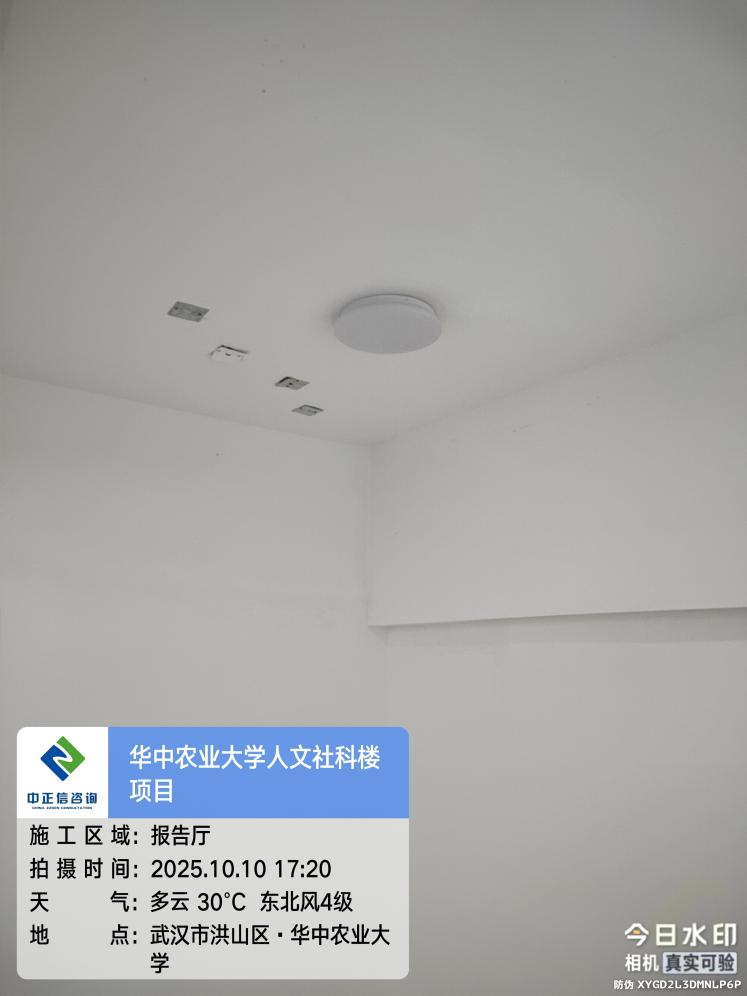 华中农业大学人文社科楼
项目
中正信咨询
施工区域：报告厅
拍摄时间：2025.10.10 17:20
天气：多云 30℃ 东北风4级
地点：武汉市洪山区·华中农业大
学
今日水印
相机 真实可验
防伪 XYGD2L3DMNLP6P